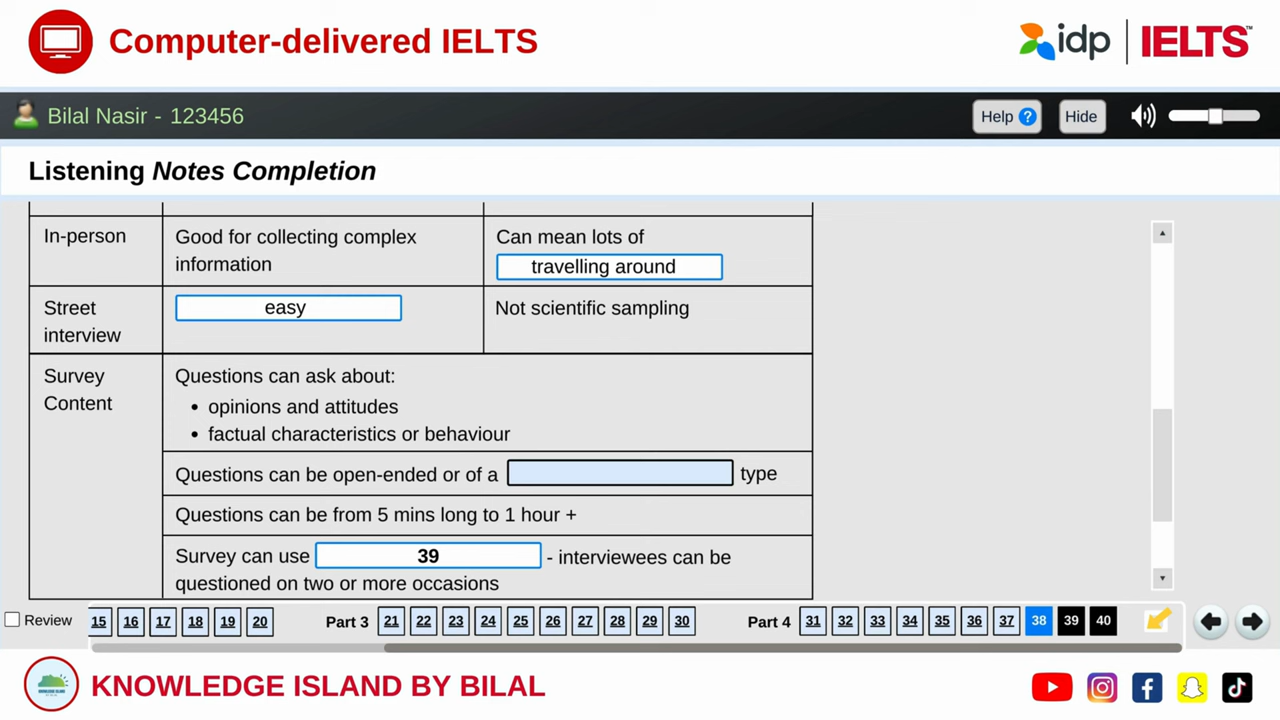 Computer-delivered IELTS
idp IELTS™
Bilal Nasir - 123456
Help ?
Hide
Listening Notes Completion
In-person
Good for collecting complex
information
Can mean lots of
travelling around
Street
interview
easy
Not scientific sampling
Survey
Content
Questions can ask about:
• opinions and attitudes
• factual characteristics or behaviour
Questions can be open-ended or of a type
Questions can be from 5 mins long to 1 hour +
Survey can use 39 - interviewees can be
questioned on two or more occasions
Review 15 16 17 18 19 20 Part 3 21 22 23 24 25 26 27 28 29 30 Part 4 31 32 33 34 35 36 37 38 39 40
KNOWLEDGE ISLAND BY BILAL